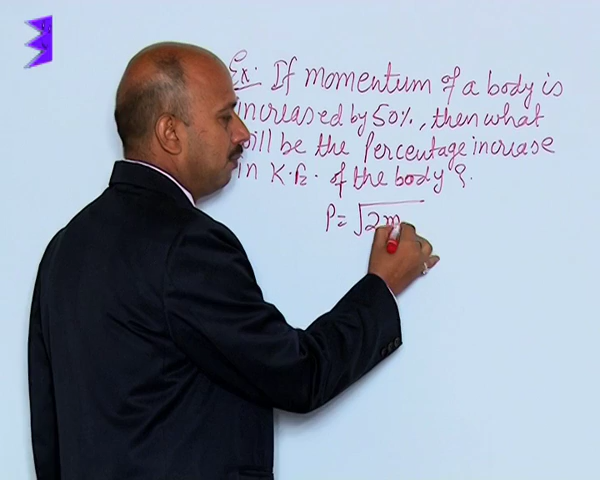 Ex. If momentum of a body is
increased by 50%, then what
will be the percentage increase
in K.E. of the body ?
P= √2m